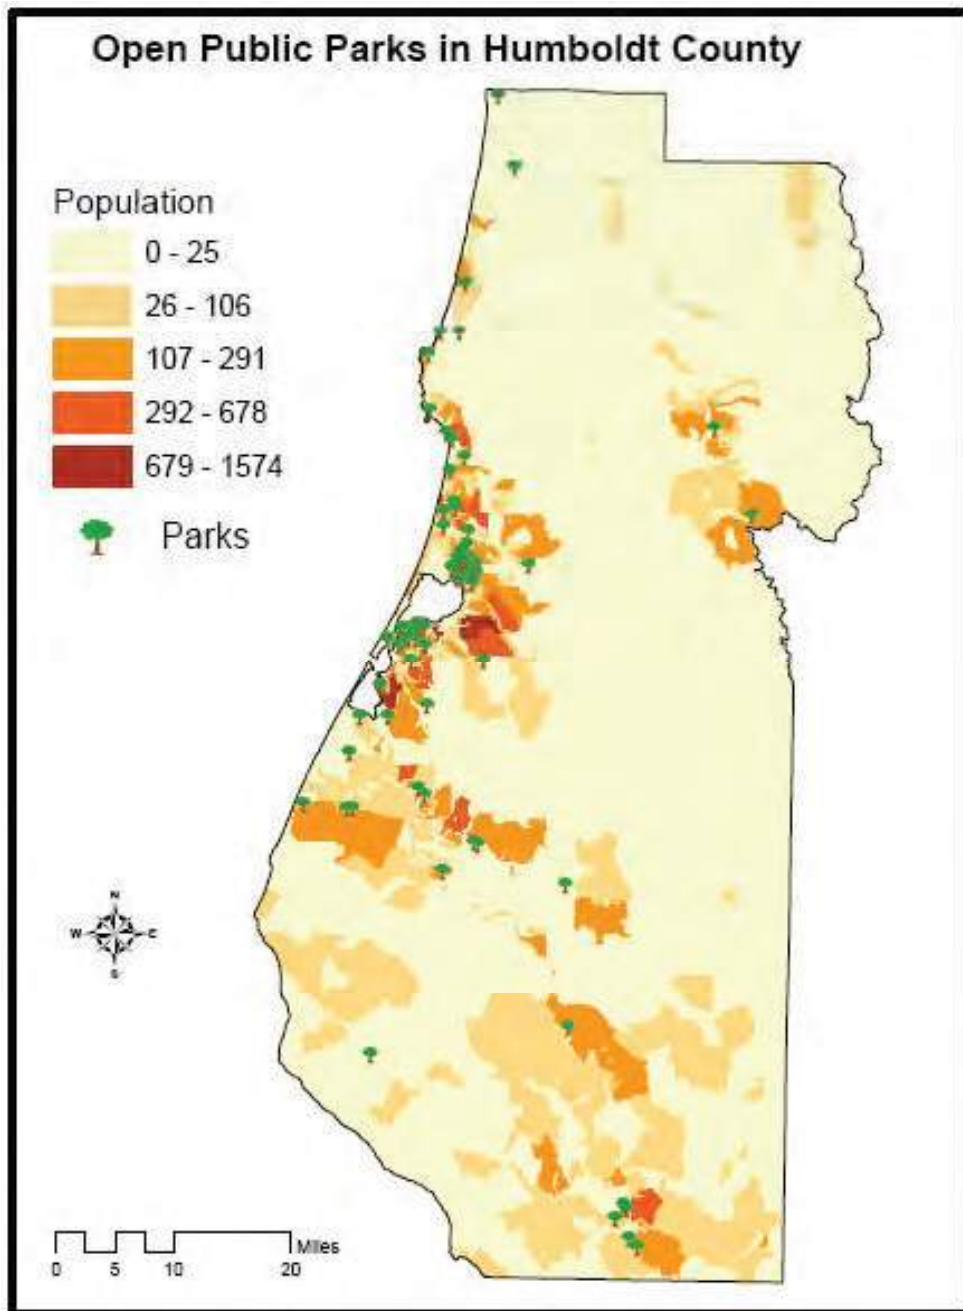 Open Public Parks in Humboldt County
Population
0 - 25
26 - 106
107 - 291
292 - 678
679 - 1574
Parks
N
W E
S
Miles
0 5 10 20